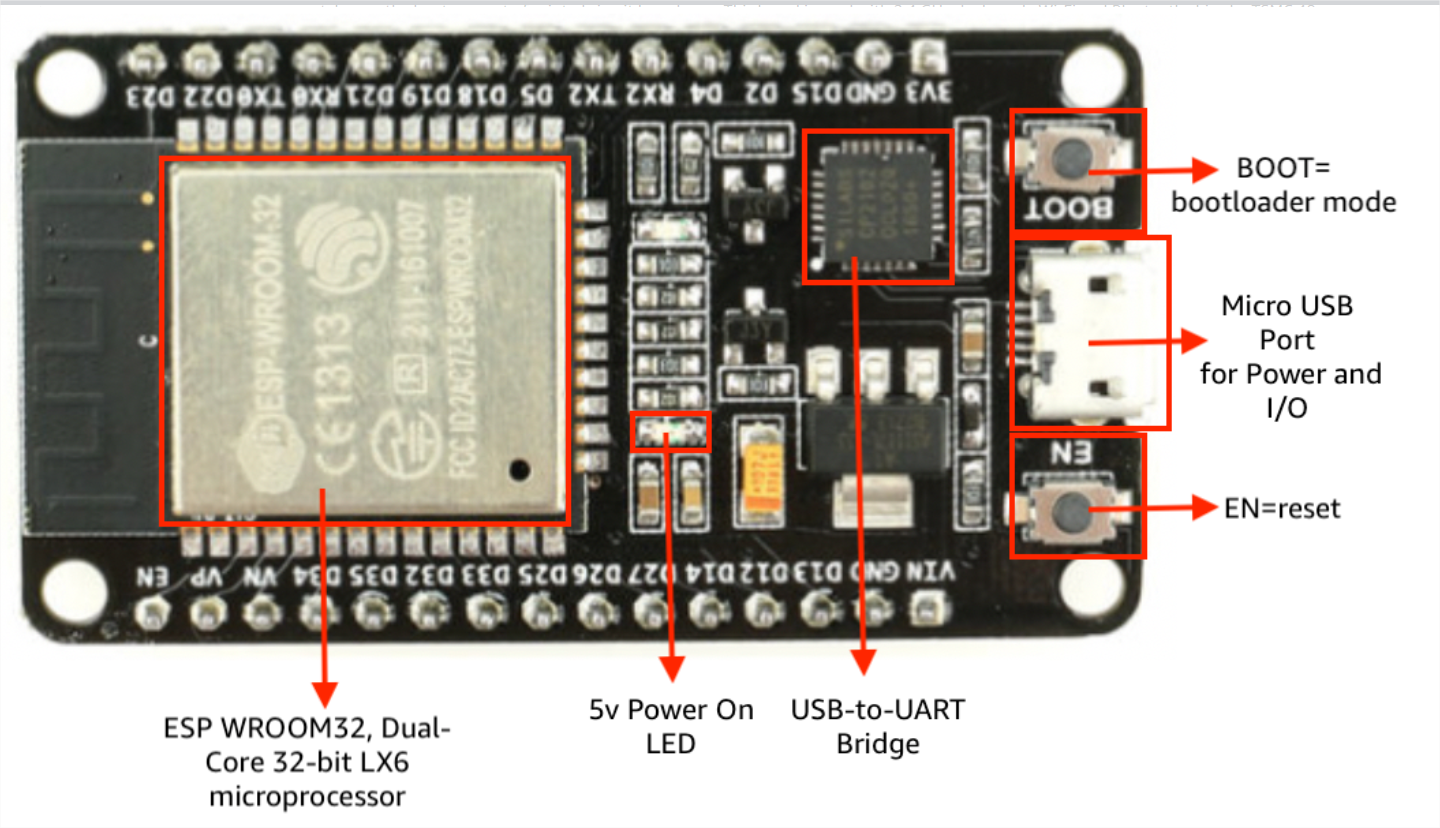 D23 D22 TX0 RX0 D21 D19 D18 D5 TX2 RX2 D4 D2 D15 GND 3V3
ESP-WROOM-32
CE1313
R 211-161007
FCC ID:2AC7Z-ESPWROOM32
C
SILABS
CP2102
BOOT
BOOT=
bootloader mode
Micro USB
Port
for Power and
I/O
EN
EN=reset
EN VP VN D34 D35 D32 D33 D25 D26 D27 D14 D12 D13 GND VIN
ESP WROOM32, Dual-
Core 32-bit LX6
microprocessor
5v Power On
LED
USB-to-UART
Bridge